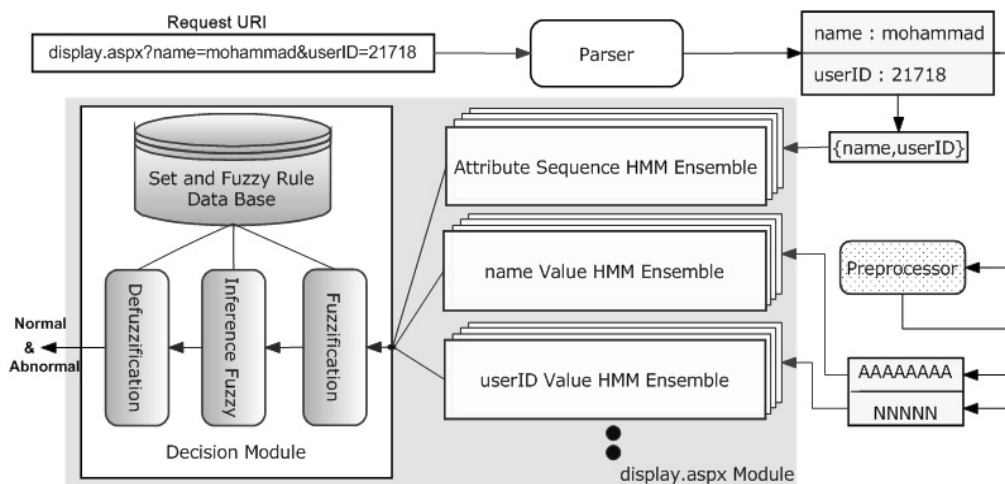 Request URI
display.aspx?name=mohammad&userID=21718
Parser
name : mohammad
userID : 21718
{name,userID}
Set and Fuzzy Rule
Data Base
Attribute Sequence HMM Ensemble
name Value HMM Ensemble
Preprocessor
Defuzzification
Inference Fuzzy
Fuzzification
Normal
&
Abnormal
userID Value HMM Ensemble
AAAAAAAA
NNNNN
Decision Module
display.aspx Module